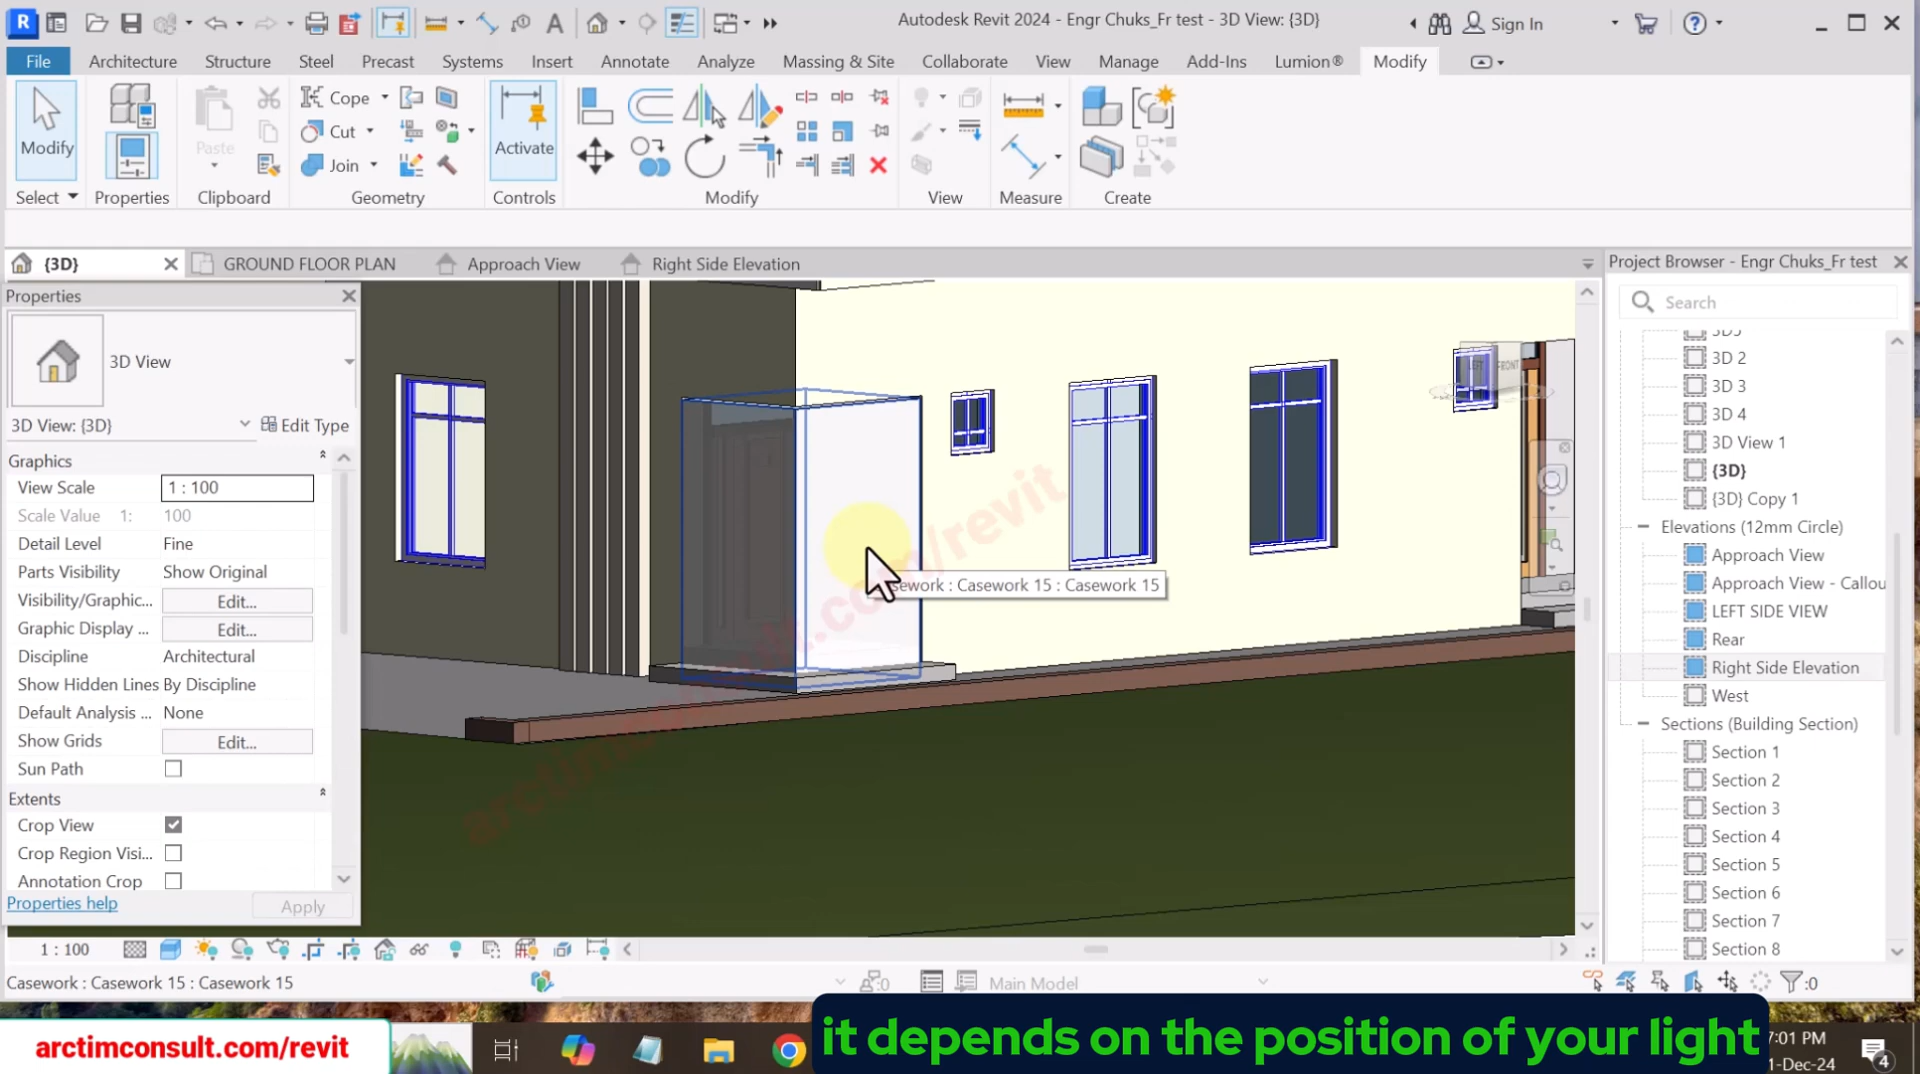 Autodesk Revit 2024 - Engr Chuks_Fr test - 3D View: {3D}
Sign In
File
Architecture
Structure
Steel
Precast
Systems
Insert
Annotate
Analyze
Massing & Site
Collaborate
View
Manage
Add-Ins
Lumion®
Modify
Modify
Paste
Cope
Cut
Join
Activate
Select
Properties
Clipboard
Geometry
Controls
Modify
View
Measure
Create
{3D}
GROUND FLOOR PLAN
Approach View
Right Side Elevation
Properties
3D View
3D View: {3D}
Edit Type
Graphics
View Scale
1 : 100
Scale Value 1:
100
Detail Level
Fine
Parts Visibility
Show Original
Visibility/Graphic...
Edit...
Graphic Display ...
Edit...
Discipline
Architectural
Show Hidden Lines
By Discipline
Default Analysis ...
None
Show Grids
Edit...
Sun Path
Extents
Crop View
Crop Region Visi...
Annotation Crop
Properties help
Apply
sework : Casework 15 : Casework 15
LEFT
FRONT
Project Browser - Engr Chuks_Fr test
Search
3D 2
3D 3
3D 4
3D View 1
{3D}
{3D} Copy 1
Elevations (12mm Circle)
Approach View
Approach View - Callou
LEFT SIDE VIEW
Rear
Right Side Elevation
West
Sections (Building Section)
Section 1
Section 2
Section 3
Section 4
Section 5
Section 6
Section 7
Section 8
1 : 100
Casework : Casework 15 : Casework 15
:0
Main Model
:0
arctimconsult.com/revit
it depends on the position of your light
7:01 PM
1-Dec-24
4